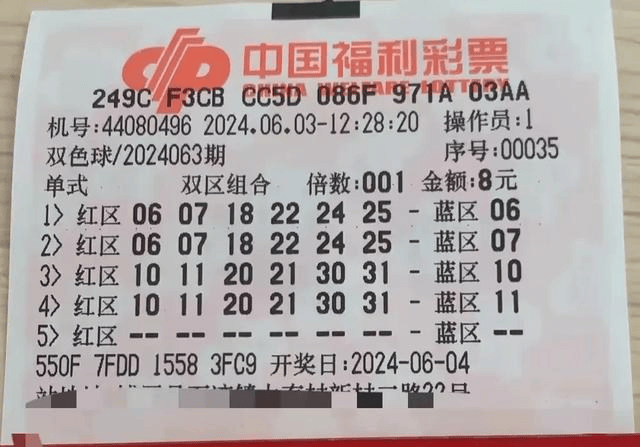 中国福利彩票
CHINA WELFARE LOTTERY
249C F3CB CC5D 086F 971A 03AA
机号:44080496 2024.06.03-12:28:20 操作员:1
双色球/2024063期 序号:00035
单式 双区组合 倍数:001 金额:8元
1> 红区 06 07 18 22 24 25 - 蓝区 06
2> 红区 06 07 18 22 24 25 - 蓝区 07
3> 红区 10 11 20 21 30 31 - 蓝区 10
4> 红区 10 11 20 21 30 31 - 蓝区 11
5> 红区 -- -- -- -- -- -- - 蓝区 --
550F 7FDD 1558 3FC9 开奖日:2024-06-04